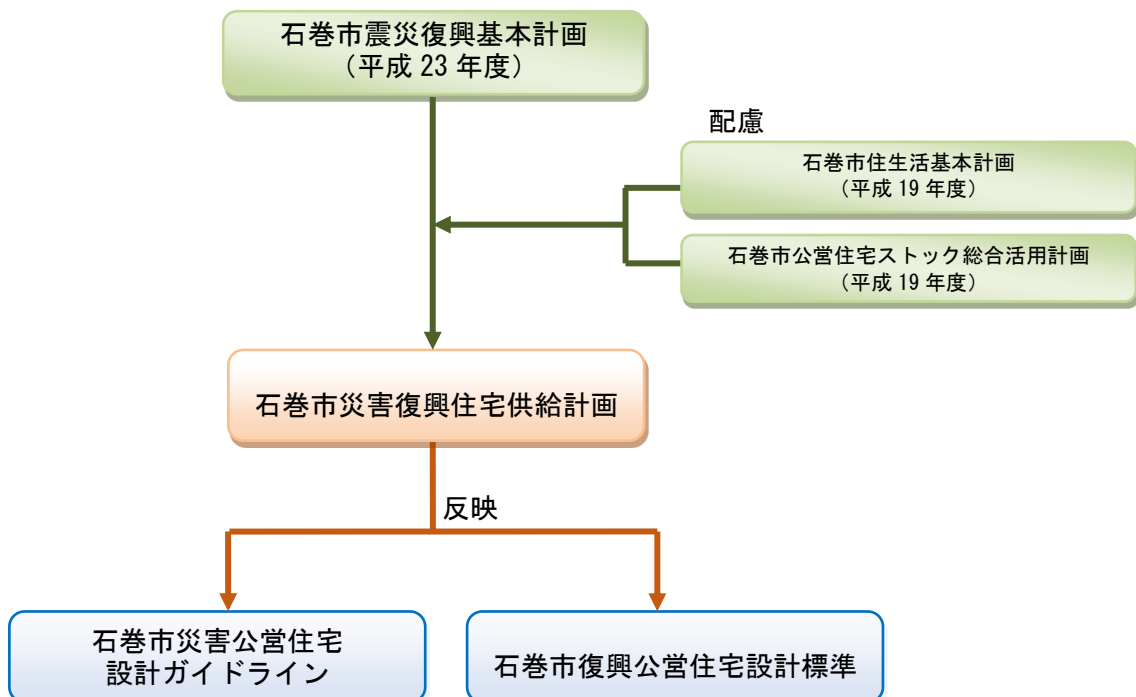 石巻市震災復興基本計画
（平成 23 年度）
配慮
石巻市住生活基本計画
（平成 19 年度）
石巻市公営住宅ストック総合活用計画
（平成 19 年度）
石巻市災害復興住宅供給計画
反映
石巻市災害公営住宅
設計ガイドライン
石巻市復興公営住宅設計標準